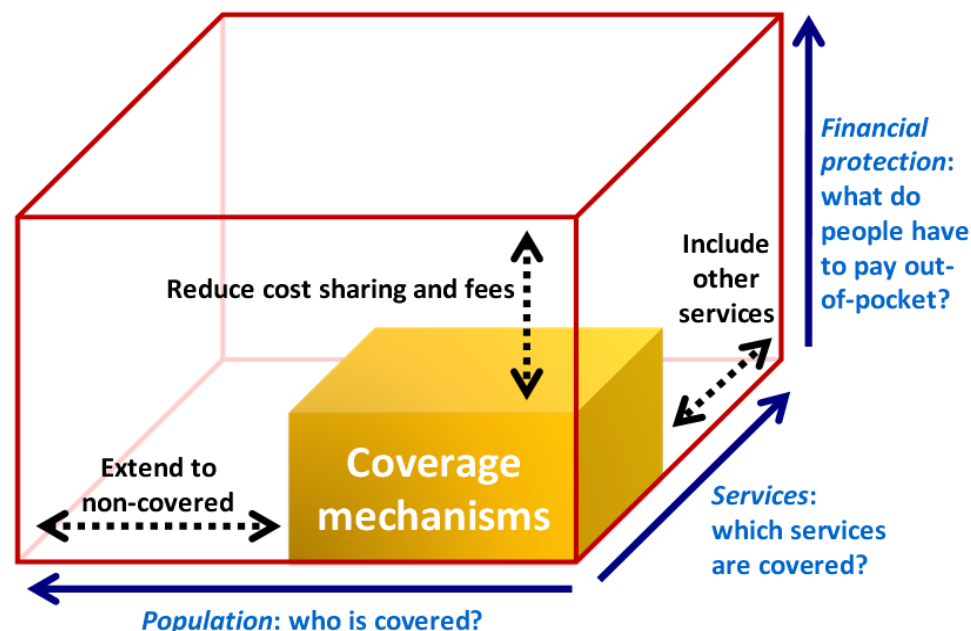 Financial
protection:
what do
people have
to pay out-
of-pocket?
Include
other
services
Reduce cost sharing and fees
Extend to
non-covered
Coverage
mechanisms
Services:
which services
are covered?
Population: who is covered?